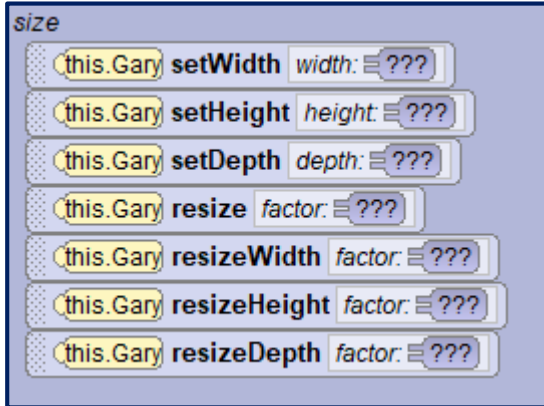 size
this.Gary setWidth width: ???
this.Gary setHeight height: ???
this.Gary setDepth depth: ???
this.Gary resize factor: ???
this.Gary resizeWidth factor: ???
this.Gary resizeHeight factor: ???
this.Gary resizeDepth factor: ???